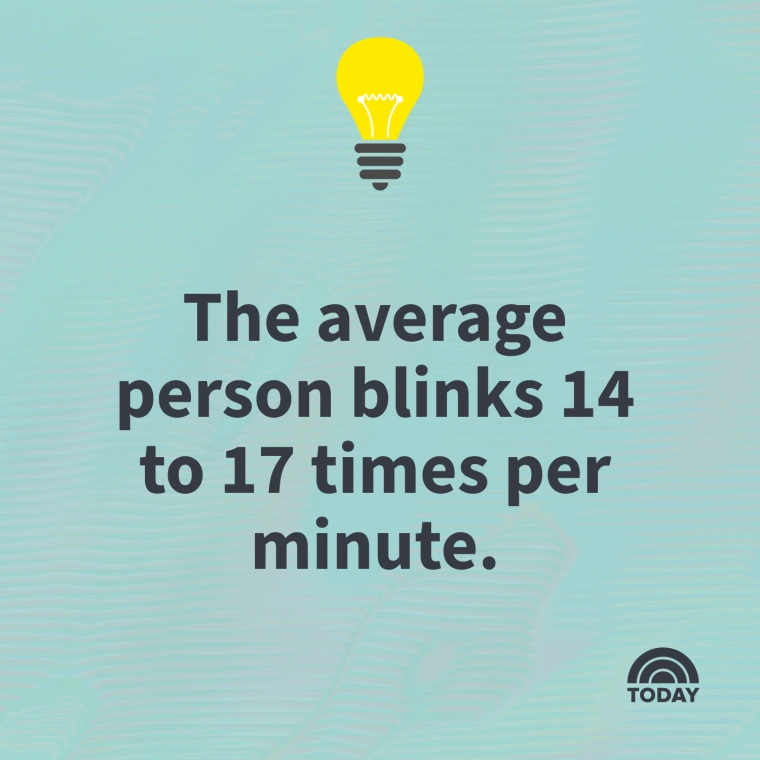 The average
person blinks 14
to 17 times per
minute.
TODAY